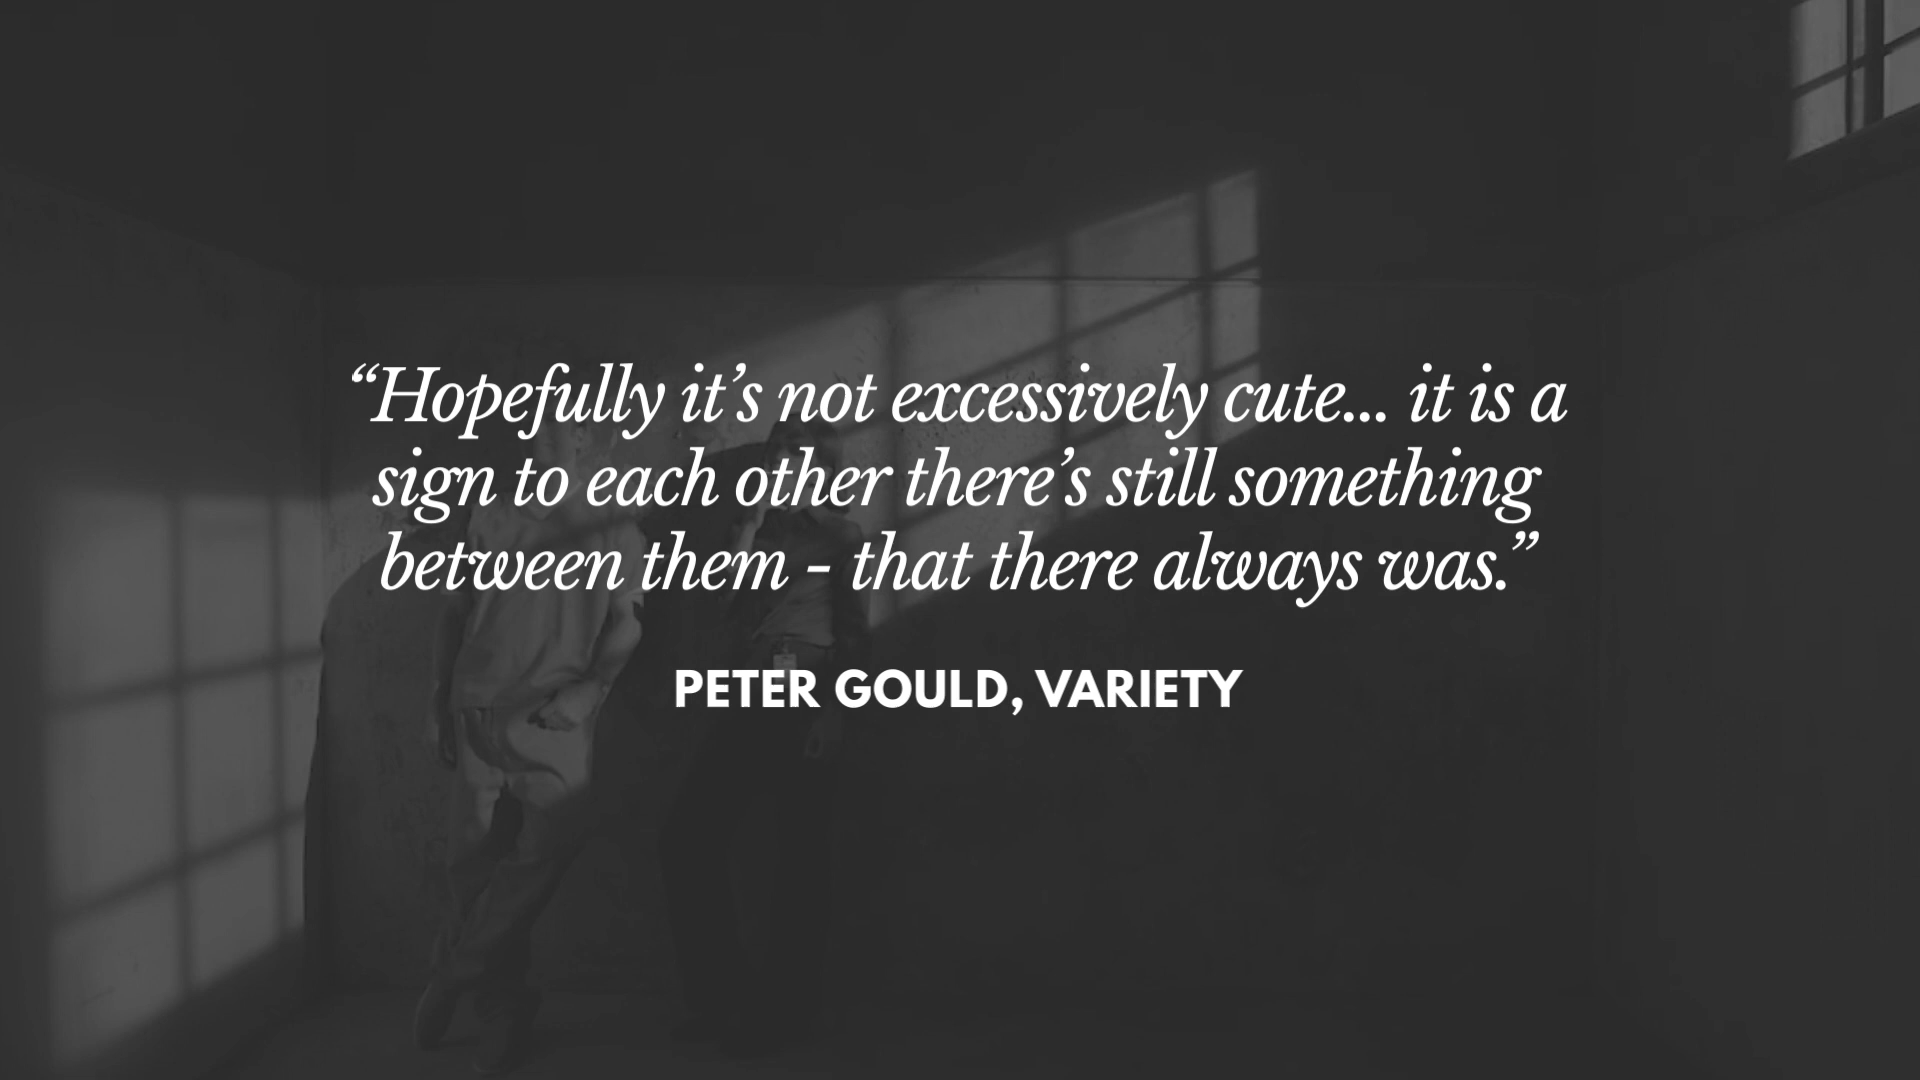 “Hopefully it’s not excessively cute... it is a
sign to each other there’s still something
between them - that there always was.”
PETER GOULD, VARIETY